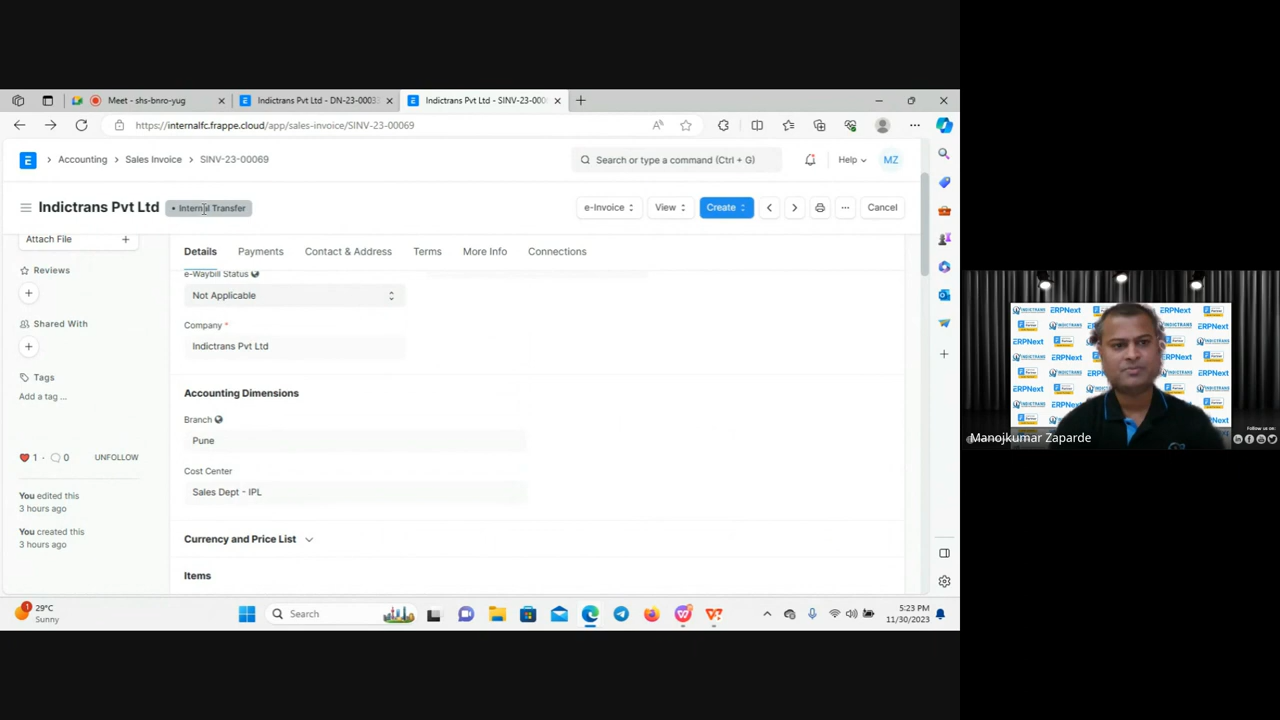 Meet - shs-bnro-yug
Indictrans Pvt Ltd - DN-23-0003
Indictrans Pvt Ltd - SINV-23-000
https://internalfc.frappe.cloud/app/sales-invoice/SINV-23-00069
Accounting > Sales Invoice > SINV-23-00069
Search or type a command (Ctrl + G)
Help
MZ
Indictrans Pvt Ltd
• Internal Transfer
e-Invoice
View
Create
Cancel
Attach File
Reviews
Shared With
Tags
Add a tag ...
1 · 0
UNFOLLOW
You edited this
3 hours ago
You created this
3 hours ago
Details
Payments
Contact & Address
Terms
More Info
Connections
e-Waybill Status
Not Applicable
Company *
Indictrans Pvt Ltd
Accounting Dimensions
Branch
Pune
Cost Center
Sales Dept - IPL
Currency and Price List
Items
29°C
Sunny
Search
5:23 PM
11/30/2023
ERPNext
INDICTRANS
Follow us on:
Manojkumar Zaparde